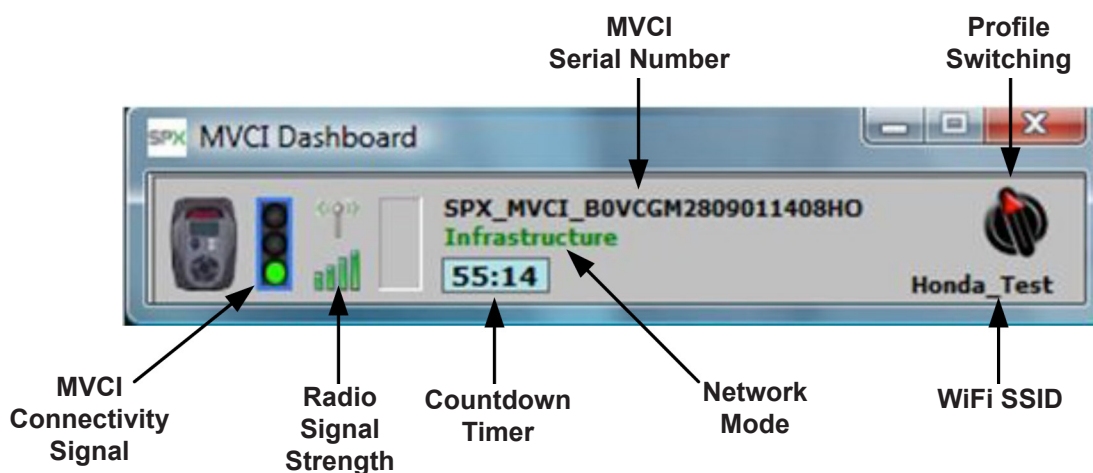 MVCI
Serial Number
Profile
Switching
SPX MVCI Dashboard
SPX_MVCI_B0VCGM2809011408HO
Infrastructure
55:14
Honda_Test
MVCI
Connectivity
Signal
Radio
Signal
Strength
Countdown
Timer
Network
Mode
WiFi SSID